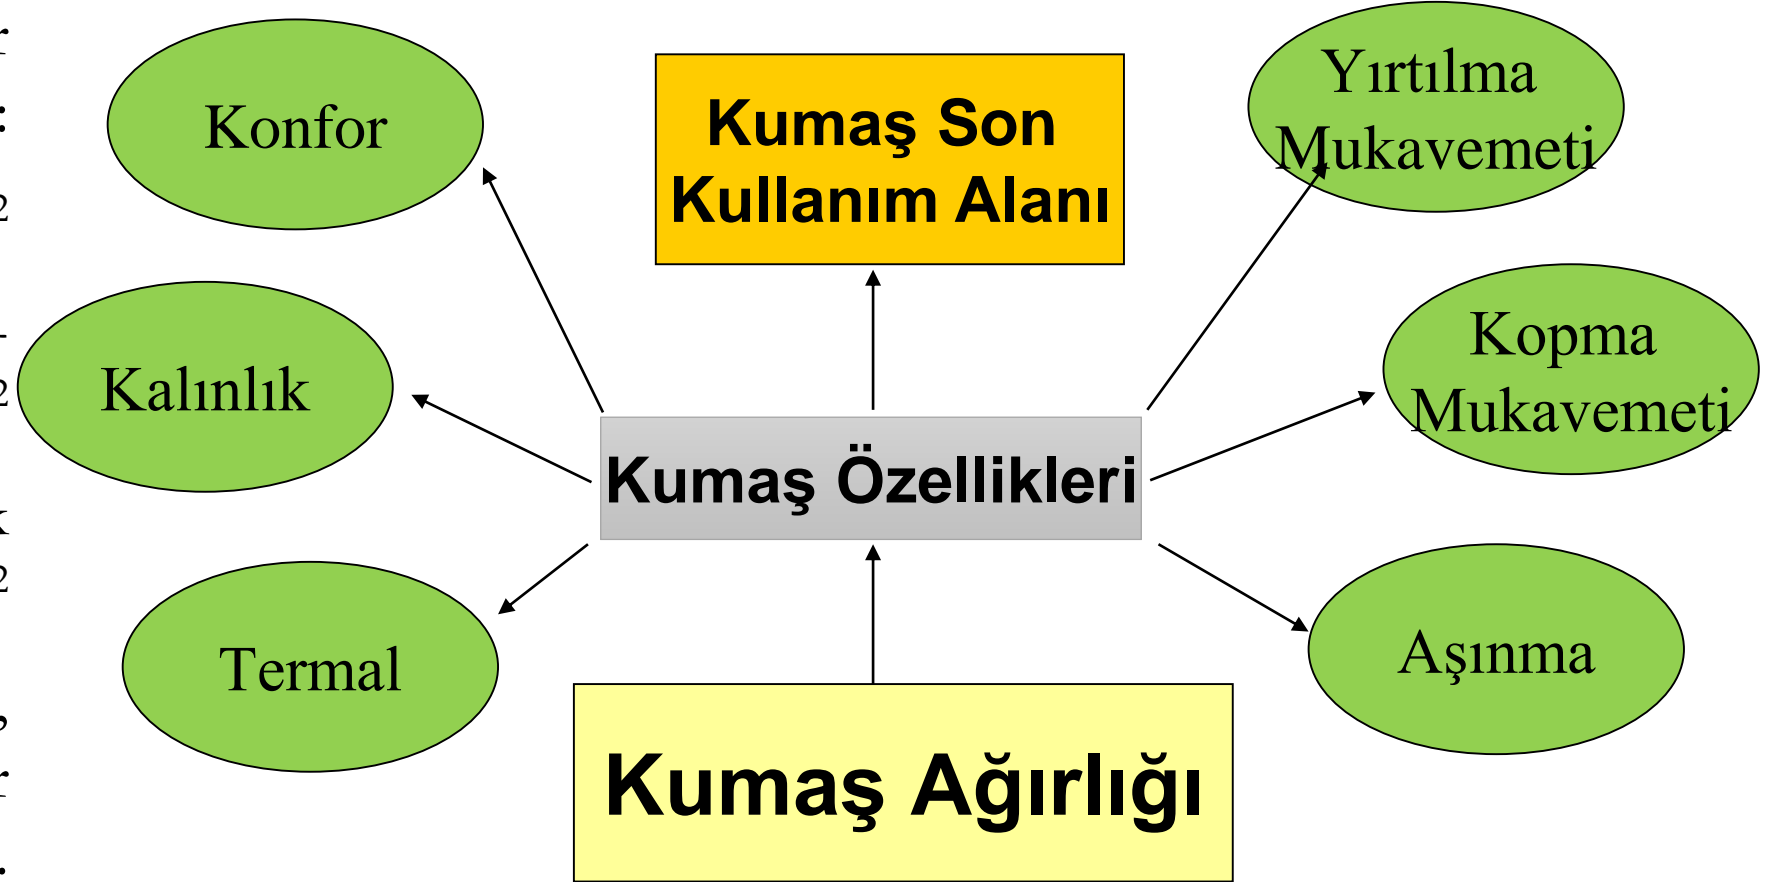 Konfor
Kumaş Son
Kullanım Alanı
Yırtılma
Mukavemeti
Kalınlık
Kopma
Mukavemeti
Kumaş Özellikleri
Termal
Aşınma
Kumaş Ağırlığı